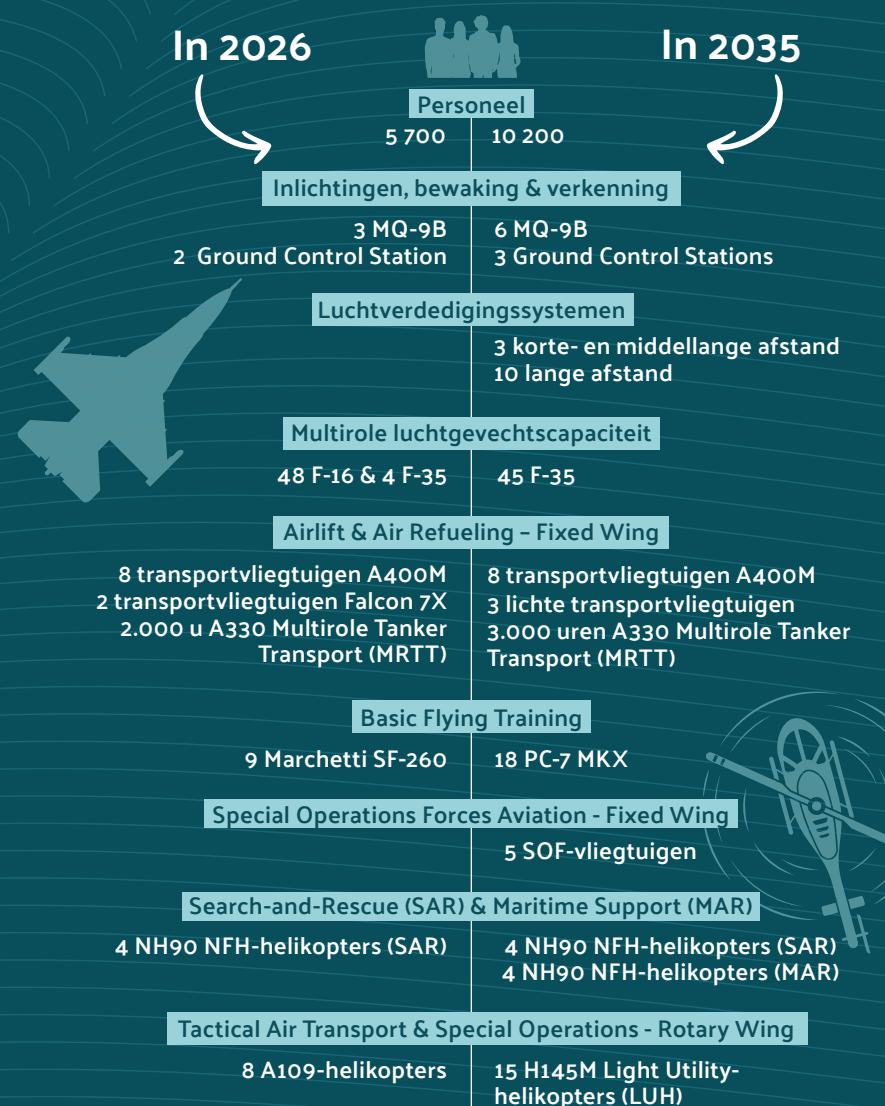 In 2026
In 2035
Personeel
5 700
10 200
Inlichtingen, bewaking & verkenning
3 MQ-9B
2 Ground Control Station
6 MQ-9B
3 Ground Control Stations
Luchtverdedigingssystemen
3 korte- en middellange afstand
10 lange afstand
Multirole luchtgevechtscapaciteit
48 F-16 & 4 F-35
45 F-35
Airlift & Air Refueling – Fixed Wing
8 transportvliegtuigen A400M
2 transportvliegtuigen Falcon 7X
2.000 u A330 Multirole Tanker
Transport (MRTT)
8 transportvliegtuigen A400M
3 lichte transportvliegtuigen
3.000 uren A330 Multirole Tanker
Transport (MRTT)
Basic Flying Training
9 Marchetti SF-260
18 PC-7 MKX
Special Operations Forces Aviation - Fixed Wing
5 SOF-vliegtuigen
Search-and-Rescue (SAR) & Maritime Support (MAR)
4 NH90 NFH-helikopters (SAR)
4 NH90 NFH-helikopters (SAR)
4 NH90 NFH-helikopters (MAR)
Tactical Air Transport & Special Operations - Rotary Wing
8 A109-helikopters
15 H145M Light Utility-
helikopters (LUH)